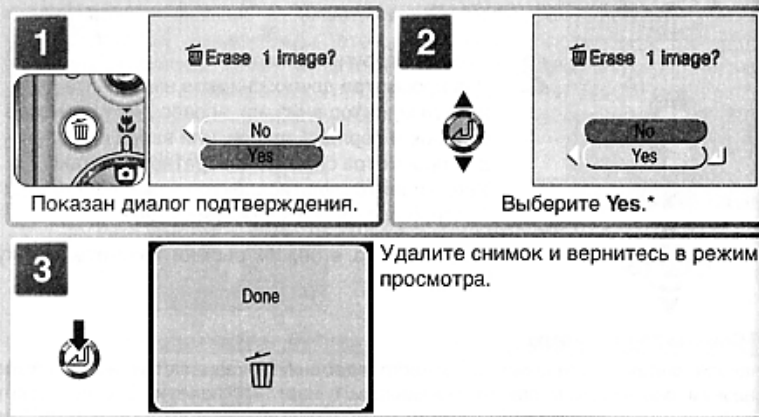 1
Erase 1 image?
No
Yes
Показан диалог подтверждения.
2
Erase 1 image?
No
Yes
Выберите Yes.*
3
Done
Удалите снимок и вернитесь в режим
просмотра.